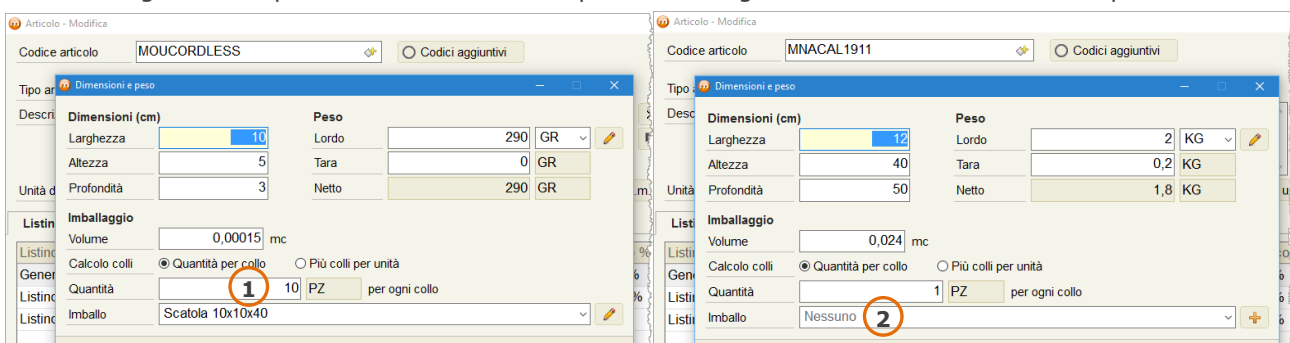 Articolo - Modifica
Codice articolo MOUCORDLESS Codici aggiuntivi
Tipo
Dimensioni e peso
Dimensioni (cm) Peso
Larghezza 10 Lordo 290 GR
Altezza 5 Tara 0 GR
Profondità 3 Netto 290 GR
Unità
Imballaggio
Volume 0,00015 mc
Calcolo colli Quantità per collo Più colli per unità
Quantità 1 10 PZ per ogni collo
Imballo Scatola 10x10x40
Articolo - Modifica
Codice articolo MNACAL1911 Codici aggiuntivi
Tipo
Dimensioni e peso
Dimensioni (cm) Peso
Larghezza 12 Lordo 2 KG
Altezza 40 Tara 0,2 KG
Profondità 50 Netto 1,8 KG
Unità
Imballaggio
Volume 0,024 mc
Calcolo colli Quantità per collo Più colli per unità
Quantità 1 PZ per ogni collo
Imballo Nessuno 2